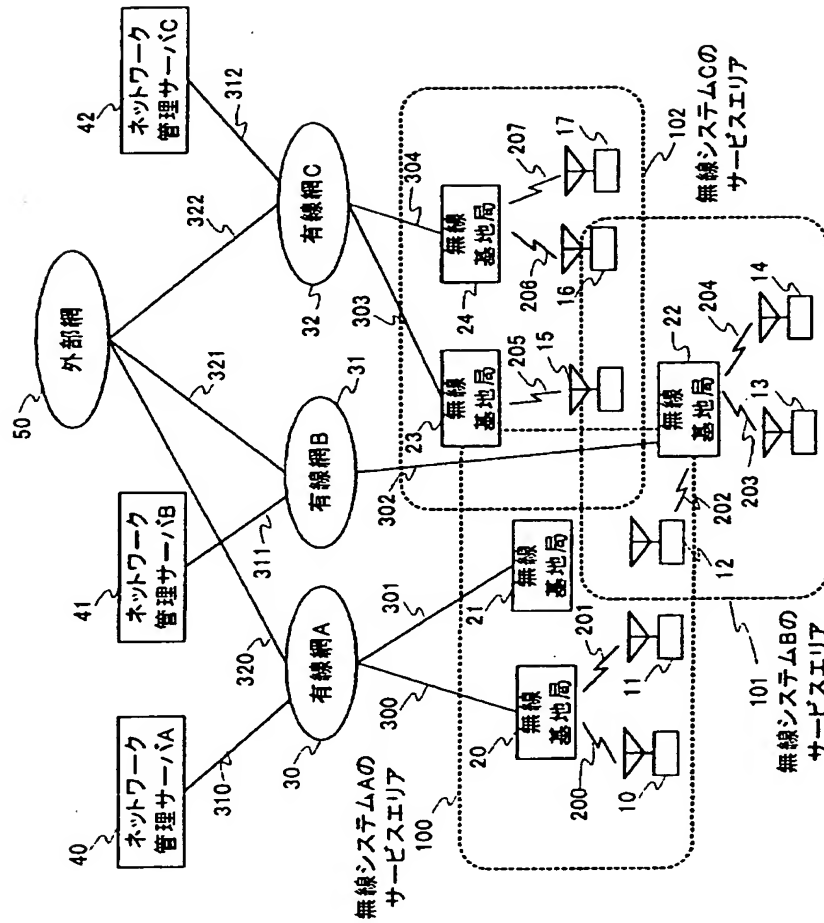 50
外部網
40
ネットワーク
管理サーバA
41
ネットワーク
管理サーバB
42
ネットワーク
管理サーバC
310
320
311
321
322
312
30
有線網A
31
有線網B
32
有線網C
300
301
302
303
304
無線システムAの
サービスエリア
100
20
無線
基地局
21
無線
基地局
23
無線
基地局
24
無線
基地局
22
無線
基地局
200
201
202
203
204
205
206
207
10
11
12
13
14
15
16
17
101
無線システムBの
サービスエリア
102
無線システムCの
サービスエリア